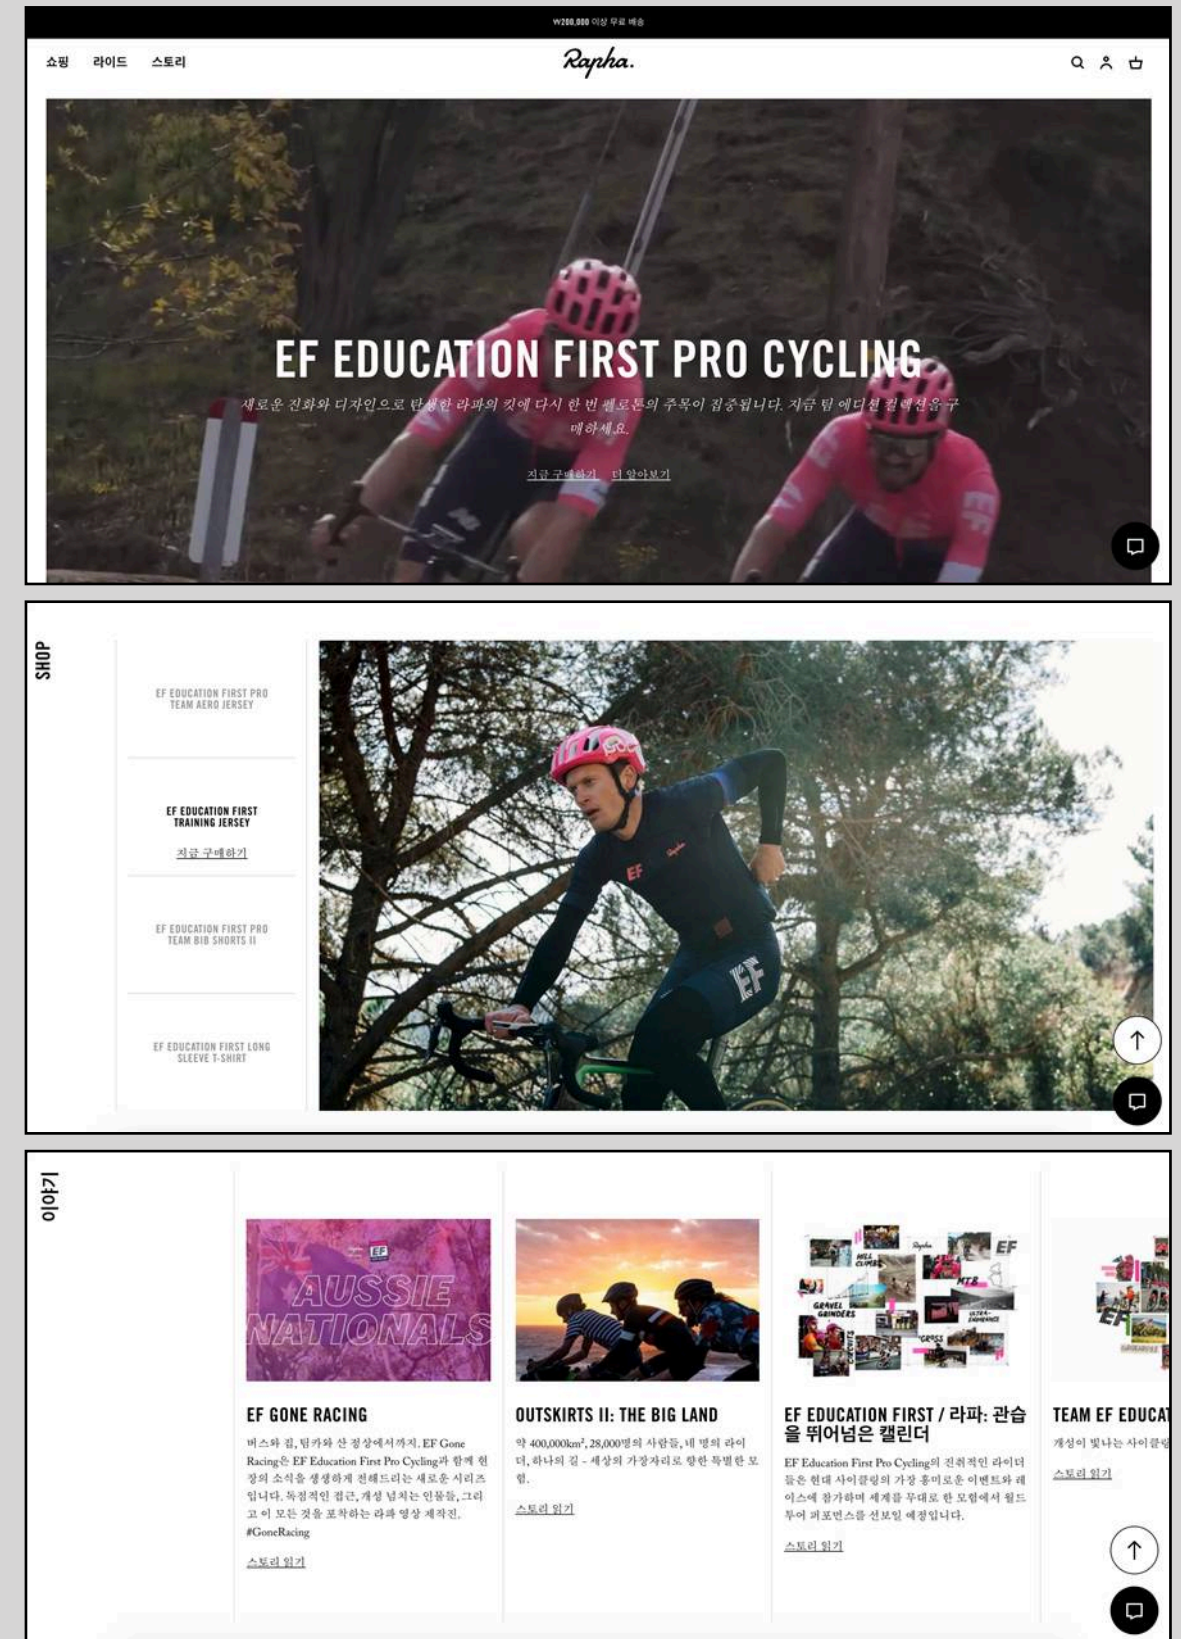 ₩200,000 이상 무료 배송
쇼핑 라이드 스토리
Rapha.
EF EDUCATION FIRST PRO CYCLING
새로운 진화와 디자인으로 탄생한 라파의 킷에 다시 한 번 펠로톤의 주목이 집중됩니다. 지금 팀 에디션 컬렉션을 구
매하세요.
지금 구매하기 더 알아보기
EF
SHOP
EF EDUCATION FIRST PRO
TEAM AERO JERSEY
EF EDUCATION FIRST
TRAINING JERSEY
지금 구매하기
EF EDUCATION FIRST PRO
TEAM BIB SHORTS II
EF EDUCATION FIRST LONG
SLEEVE T-SHIRT
EF
Rapha
EF
이야기
EF
AUSSIE
NATIONALS
EF GONE RACING
버스와 집, 팀카와 산 정상에서까지. EF Gone
Racing은 EF Education First Pro Cycling과 함께 현
장의 소식을 생생하게 전해드리는 새로운 시리즈
입니다. 독점적인 접근, 개성 넘치는 인물들, 그리
고 이 모든 것을 포착하는 라파 영상 제작진.
#GoneRacing
스토리 읽기
OUTSKIRTS II: THE BIG LAND
약 400,000km², 28,000명의 사람들, 네 명의 라이
더, 하나의 길 - 세상의 가장자리로 향한 특별한 모
험.
스토리 읽기
Rapha
EF
HILL
CLIMBS
MTB
GRAVEL
GRINDERS
ULTRA-
ENDURANCE
CROSS
CIRCUITS
EF EDUCATION FIRST / 라파: 관습
을 뛰어넘은 캘린더
EF Education First Pro Cycling의 진취적인 라이더
들은 현대 사이클링의 가장 흥미로운 이벤트와 레
이스에 참가하며 세계를 무대로 한 모험에서 월드
투어 퍼포먼스를 선보일 예정입니다.
스토리 읽기
EF
TEAM EF EDUCAT
개성이 빛나는 사이클링
스토리 읽기